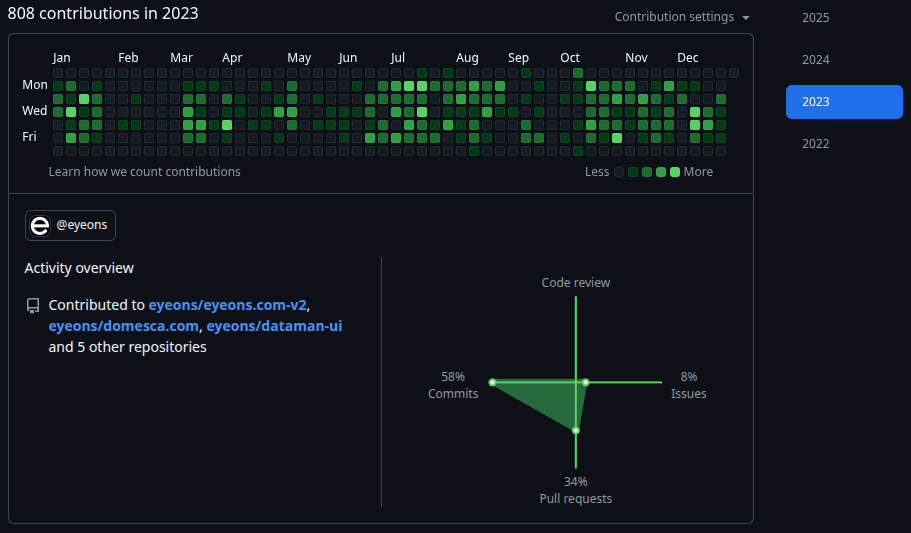 808 contributions in 2023
Contribution settings
2025
2024
2023
2022
Jan Feb Mar Apr May Jun Jul Aug Sep Oct Nov Dec
Mon
Wed
Fri
Learn how we count contributions
Less More
@eyeons
Activity overview
Contributed to eyeons/eyeons.com-v2,
eyeons/domesca.com, eyeons/dataman-ui
and 5 other repositories
Code review
58%
Commits
8%
Issues
34%
Pull requests